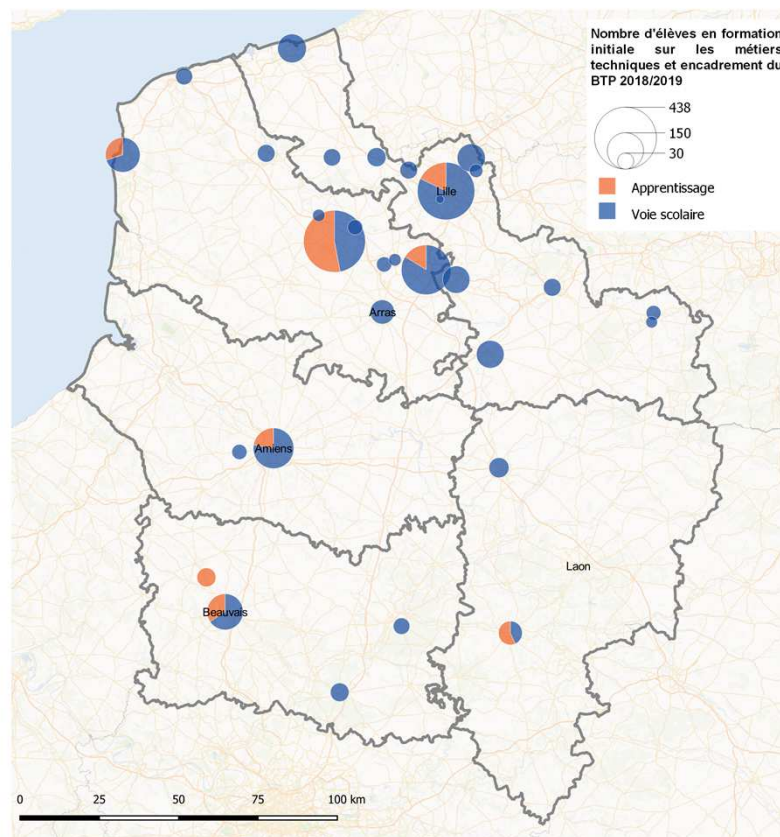 Nombre d'élèves en formation
initiale sur les métiers
techniques et encadrement du
BTP 2018/2019
438
150
30
Apprentissage
Voie scolaire
Lille
Arras
Amiens
Laon
Beauvais
0 25 50 75 100 km